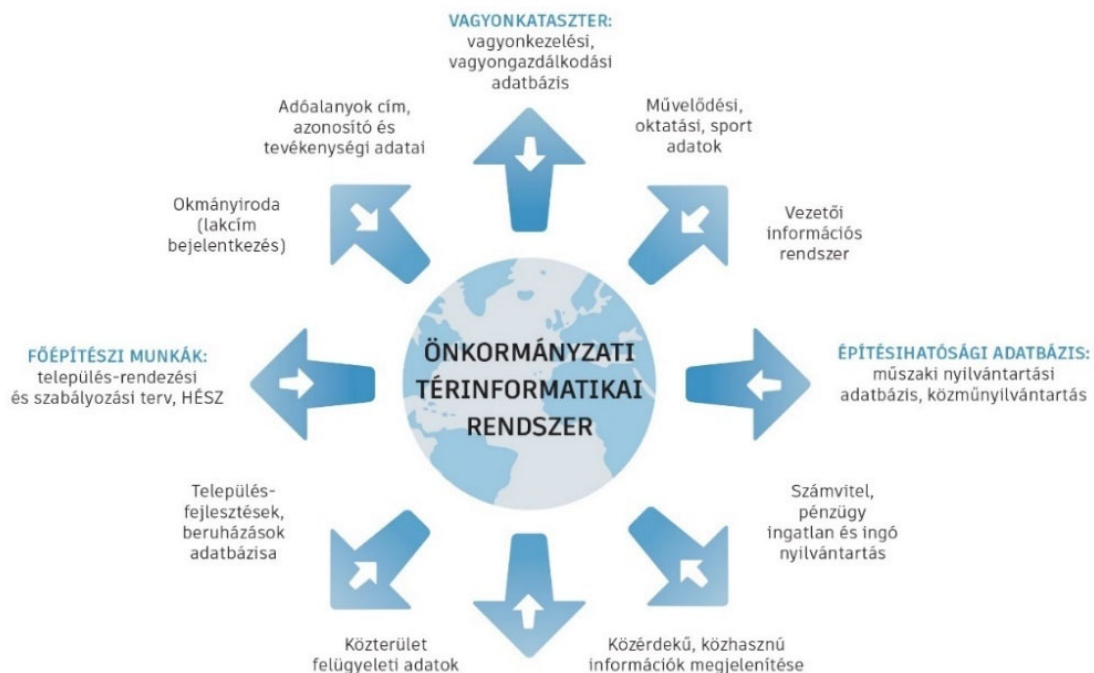 VAGYONKATASZTER:
vagyonkezelési,
vagyongazdálkodási
adatbázis
Adóalanyok cím,
azonosító és
tevékenységi adatai
Művelődési,
oktatási, sport
adatok
Okmányiroda
(lakcím
bejelentkezés)
Vezetői
információs
rendszer
FŐÉPÍTÉSZI MUNKÁK:
település-rendezési
és szabályozási terv, HÉSZ
ÖNKORMÁNYZATI
TÉRINFORMATIKAI
RENDSZER
ÉPÍTÉSIHATÓSÁGI ADATBÁZIS:
műszaki nyilvántartási
adatbázis, közműnyilvántartás
Település-
fejlesztések,
beruházások
adatbázisa
Számvitel,
pénzügy
ingatlan és ingó
nyilvántartás
Közterület
felügyeleti adatok
Közérdekű, közhasznú
információk megjelenítése